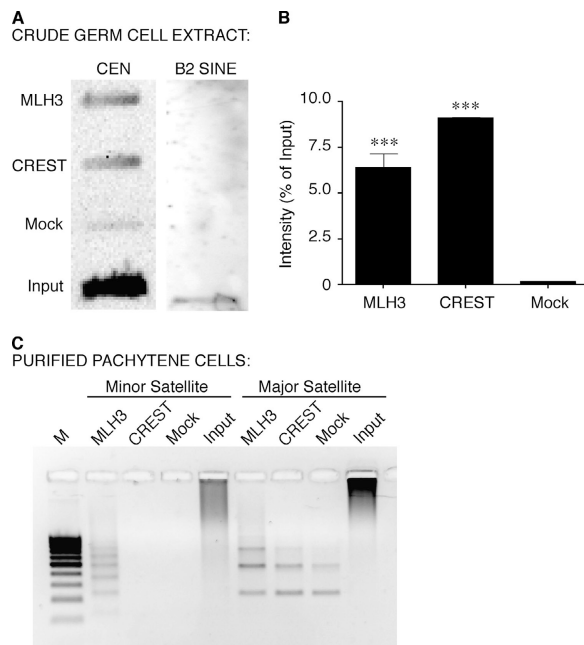 A
CRUDE GERM CELL EXTRACT:
CEN B2 SINE
MLH3
CREST
Mock
Input
B
Intensity (% of Input)
10.0
7.5
5.0
2.5
0
***
***
MLH3 CREST Mock
C
PURIFIED PACHYTENE CELLS:
Minor Satellite Major Satellite
M MLH3 CREST Mock Input MLH3 CREST Mock Input